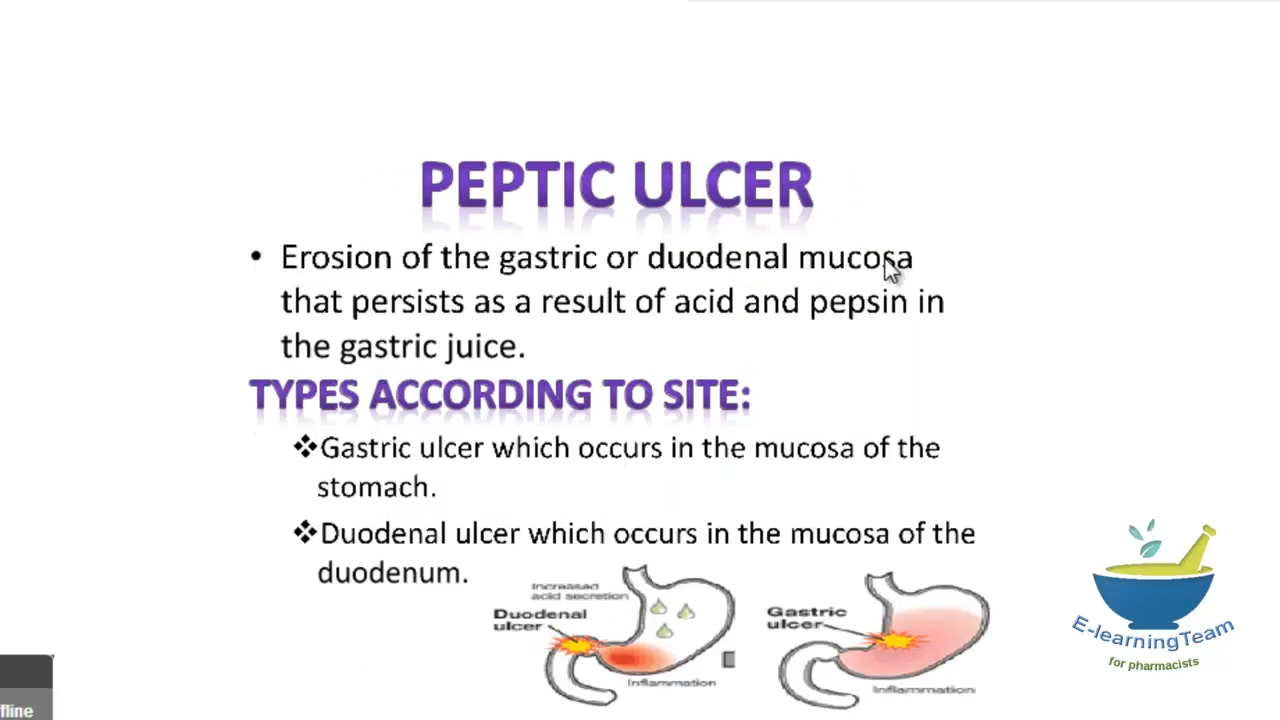 PEPTIC ULCER
• Erosion of the gastric or duodenal mucosa
that persists as a result of acid and pepsin in
the gastric juice.
TYPES ACCORDING TO SITE:
❖Gastric ulcer which occurs in the mucosa of the
stomach.
❖Duodenal ulcer which occurs in the mucosa of the
duodenum.
Increased
acid secretion
Duodenal
ulcer
Inflammation
Gastric
ulcer
Inflammation
E-learningTeam
for pharmacists
ffline